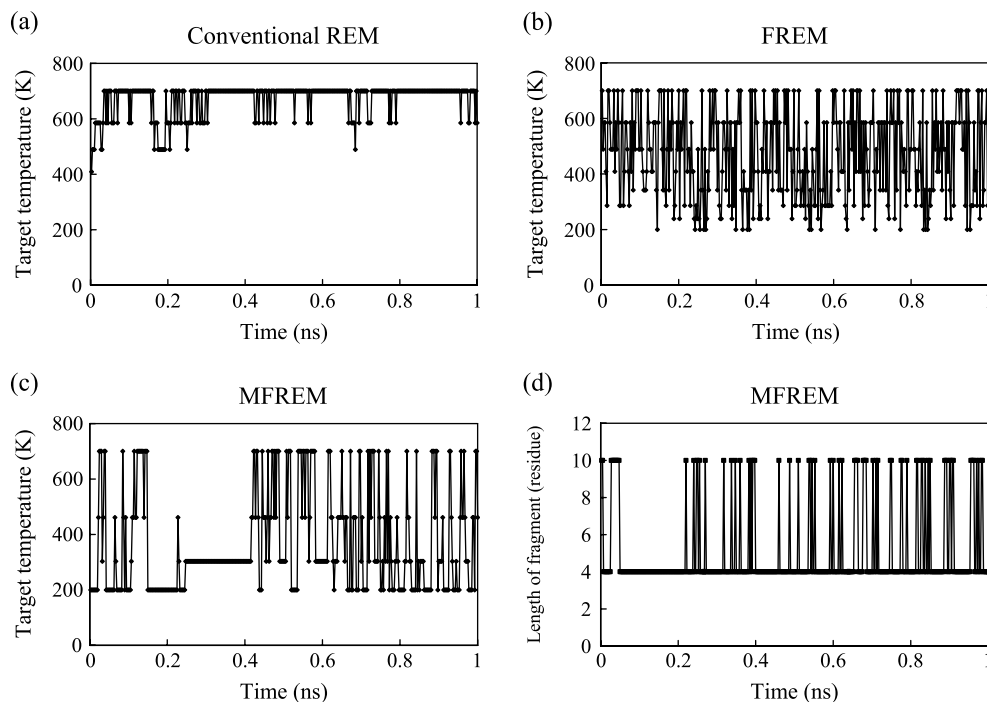 (a)
Conventional REM
800
600
400
200
0
Target temperature (K)
0 0.2 0.4 0.6 0.8 1
Time (ns)
(b)
FREM
800
600
400
200
0
Target temperature (K)
0 0.2 0.4 0.6 0.8 1
Time (ns)
(c)
MFREM
800
600
400
200
0
Target temperature (K)
0 0.2 0.4 0.6 0.8 1
Time (ns)
(d)
MFREM
12
10
8
6
4
2
0
Length of fragment (residue)
0 0.2 0.4 0.6 0.8 1
Time (ns)